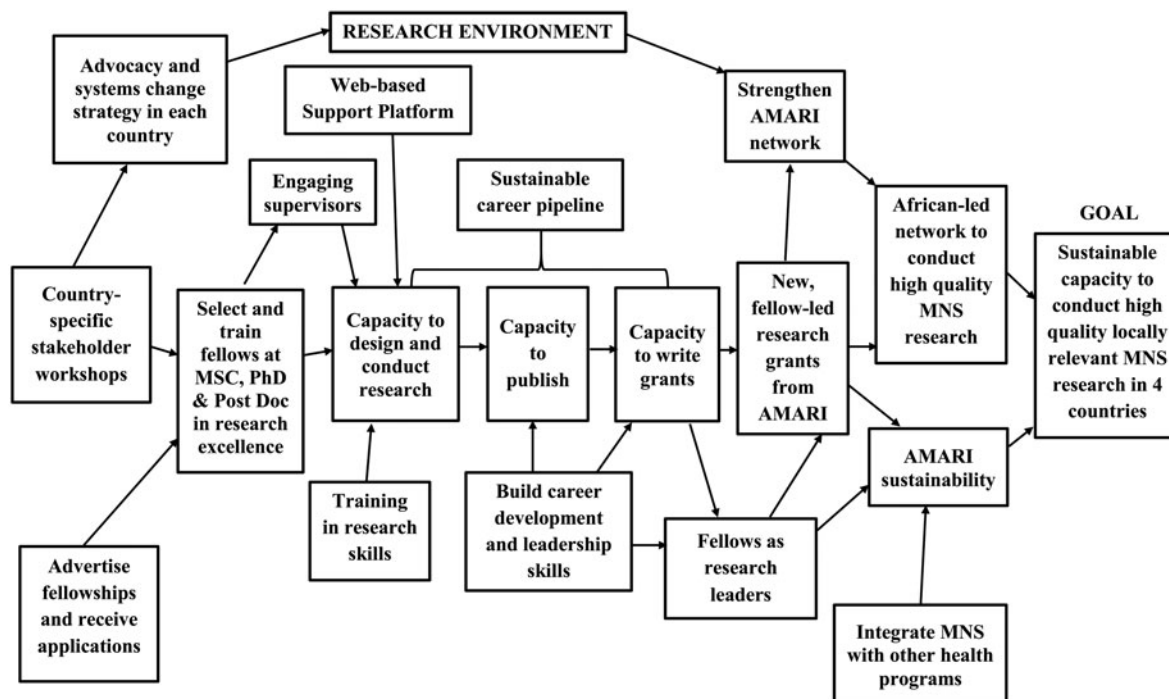 RESEARCH ENVIRONMENT
Advocacy and
systems change
strategy in each
country
Web-based
Support Platform
Strengthen
AMARI
network
Engaging
supervisors
Sustainable
career pipeline
African-led
network to
conduct
high quality
MNS
research
GOAL
Sustainable
capacity to
conduct high
quality locally
relevant MNS
research in 4
countries
Country-
specific
stakeholder
workshops
Select and
train
fellows at
MSC, PhD
& Post Doc
in research
excellence
Capacity to
design and
conduct
research
Capacity
to
publish
Capacity
to write
grants
New,
fellow-led
research
grants
from
AMARI
AMARI
sustainability
Training
in research
skills
Build career
development
and leadership
skills
Fellows as
research
leaders
Advertise
fellowships
and receive
applications
Integrate MNS
with other health
programs